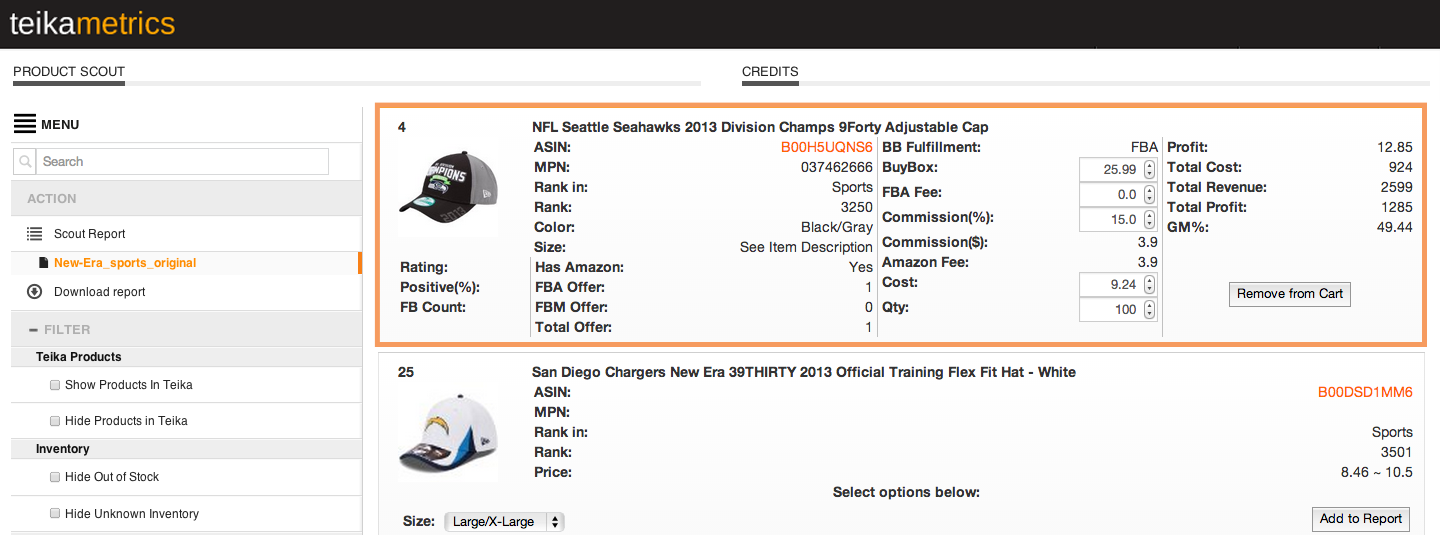 teikametrics
PRODUCT SCOUT
CREDITS
MENU
Search
ACTION
Scout Report
New-Era_sports_original
Download report
FILTER
Teika Products
Show Products In Teika
Hide Products in Teika
Inventory
Hide Out of Stock
Hide Unknown Inventory
4 NFL Seattle Seahawks 2013 Division Champs 9Forty Adjustable Cap
CHAMPIONS
2013
Rating:
Positive(%):
FB Count:
ASIN: B00H5UQNS6
MPN: 037462666
Rank in: Sports
Rank: 3250
Color: Black/Gray
Size: See Item Description
Has Amazon: Yes
FBA Offer: 1
FBM Offer: 0
Total Offer: 1
BB Fulfillment: FBA
BuyBox: 25.99
FBA Fee: 0.0
Commission(%): 15.0
Commission($): 3.9
Amazon Fee: 3.9
Cost: 9.24
Qty: 100
Profit: 12.85
Total Cost: 924
Total Revenue: 2599
Total Profit: 1285
GM%: 49.44
Remove from Cart
25 San Diego Chargers New Era 39THIRTY 2013 Official Training Flex Fit Hat - White
ASIN: B00DSD1MM6
MPN:
Rank in: Sports
Rank: 3501
Price: 8.46 ~ 10.5
Select options below:
Size: Large/X-Large
Add to Report